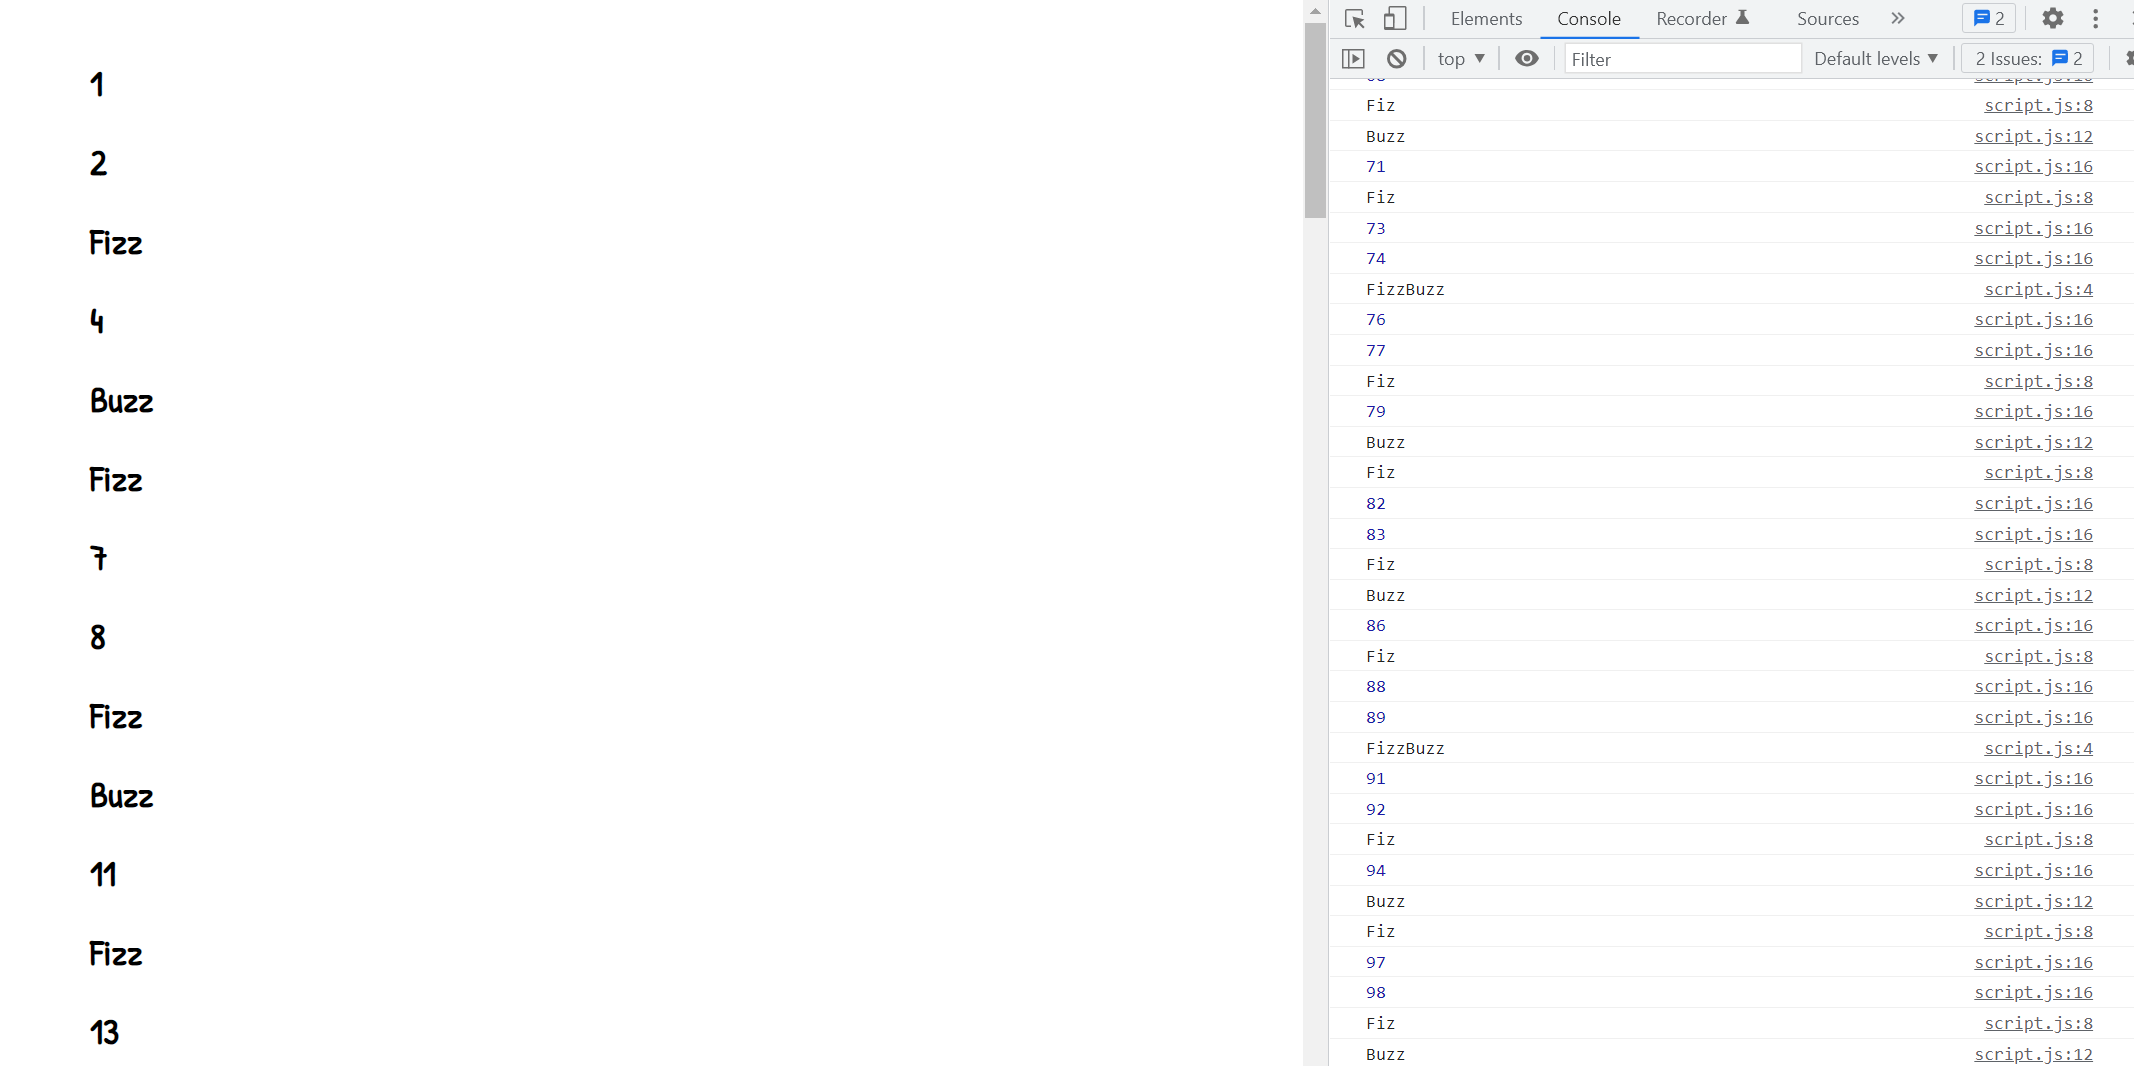 1
2
Fizz
4
Buzz
Fizz
7
8
Fizz
Buzz
11
Fizz
13
Elements Console Recorder Sources » 2
top ▼ Filter Default levels ▼ 2 Issues: 2
script.js:16
Fiz script.js:8
Buzz script.js:12
71 script.js:16
Fiz script.js:8
73 script.js:16
74 script.js:16
FizzBuzz script.js:4
76 script.js:16
77 script.js:16
Fiz script.js:8
79 script.js:16
Buzz script.js:12
Fiz script.js:8
82 script.js:16
83 script.js:16
Fiz script.js:8
Buzz script.js:12
86 script.js:16
Fiz script.js:8
88 script.js:16
89 script.js:16
FizzBuzz script.js:4
91 script.js:16
92 script.js:16
Fiz script.js:8
94 script.js:16
Buzz script.js:12
Fiz script.js:8
97 script.js:16
98 script.js:16
Fiz script.js:8
Buzz script.js:12